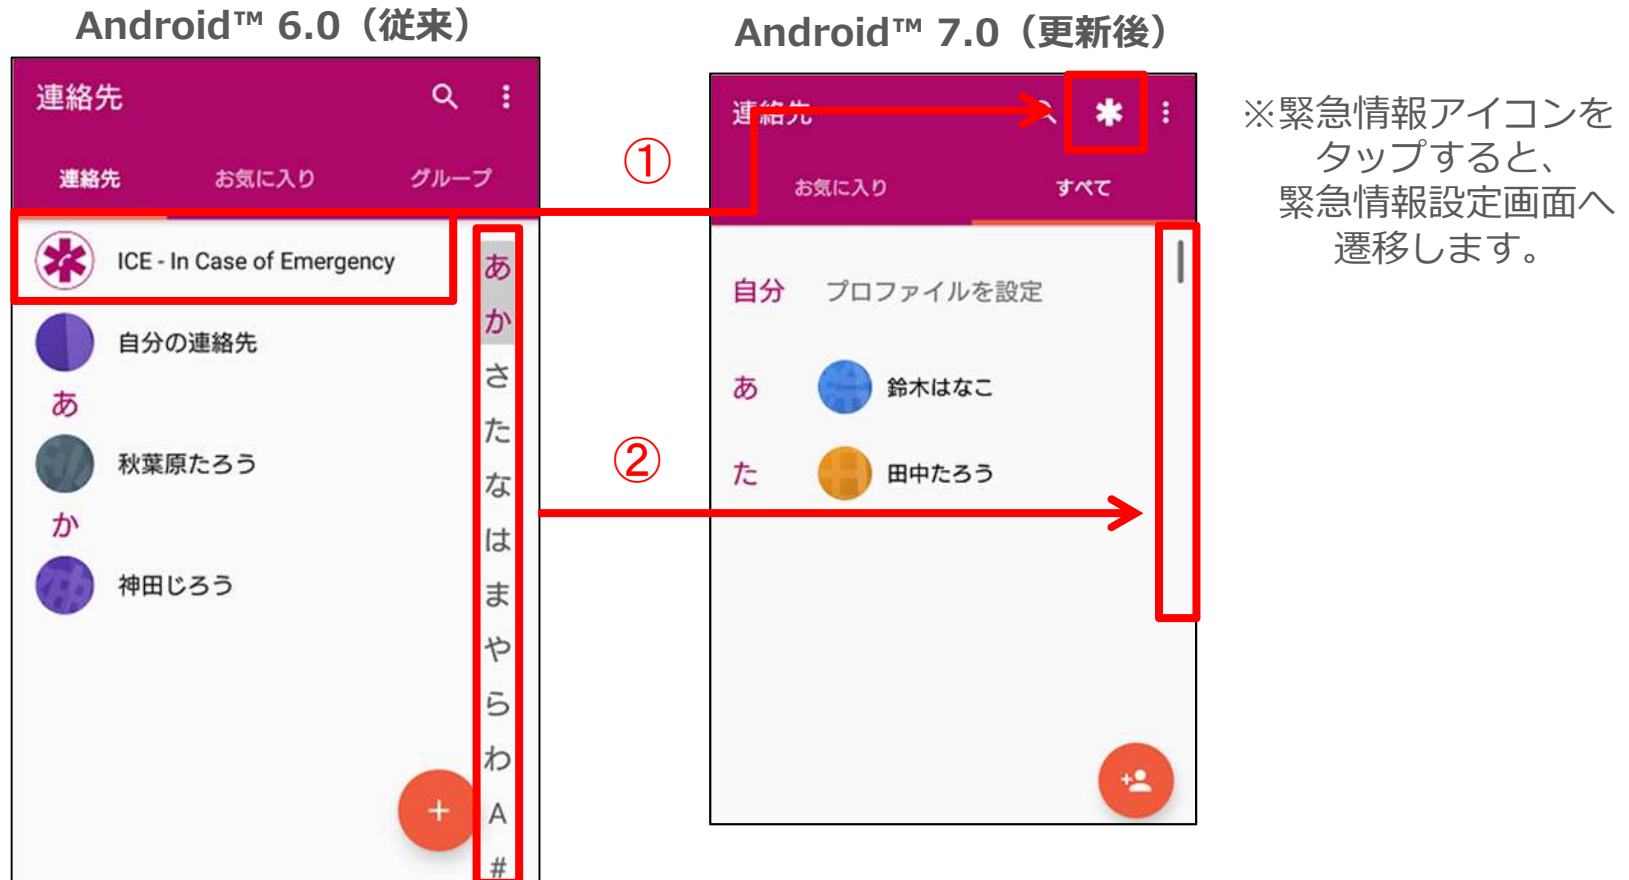 Android™ 6.0（従来）
連絡先
連絡先 お気に入り グループ
ICE - In Case of Emergency
自分の連絡先
あ
秋葉原たろう
か
神田じろう
あ
か
さ
た
な
は
ま
や
ら
わ
A
#
①
②
Android™ 7.0（更新後）
連絡先
お気に入り すべて
自分 プロファイルを設定
あ 鈴木はなこ
た 田中たろう
※緊急情報アイコンを
タップすると、
緊急情報設定画面へ
遷移します。